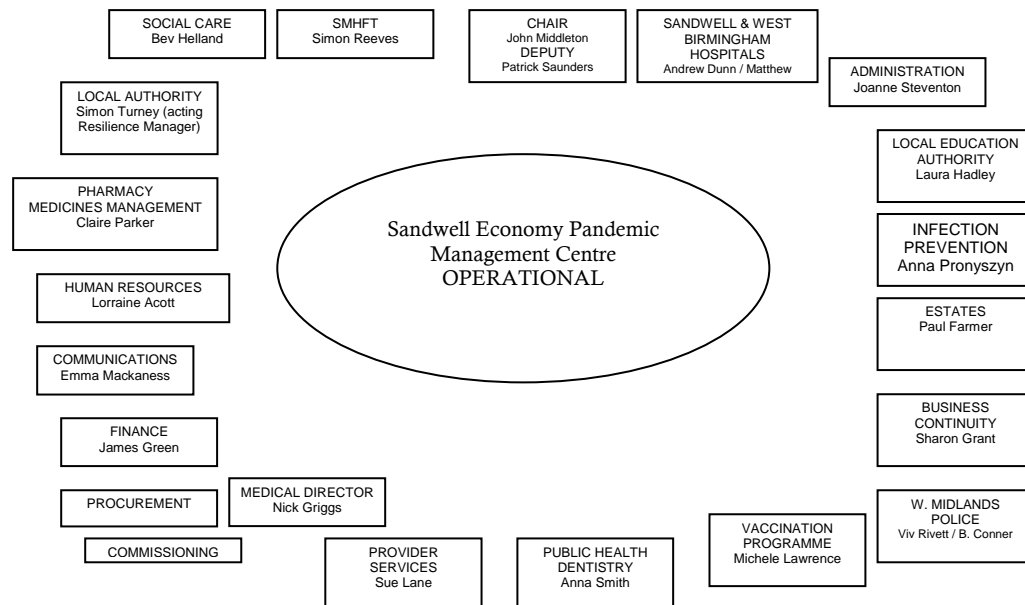 SOCIAL CARE
Bev Helland
SMHFT
Simon Reeves
CHAIR
John Middleton
DEPUTY
Patrick Saunders
SANDWELL & WEST
BIRMINGHAM
HOSPITALS
Andrew Dunn / Matthew
ADMINISTRATION
Joanne Steventon
LOCAL AUTHORITY
Simon Turney (acting
Resilience Manager)
LOCAL EDUCATION
AUTHORITY
Laura Hadley
PHARMACY
MEDICINES MANAGEMENT
Claire Parker
Sandwell Economy Pandemic
Management Centre
OPERATIONAL
INFECTION
PREVENTION
Anna Pronyszyn
HUMAN RESOURCES
Lorraine Acott
ESTATES
Paul Farmer
COMMUNICATIONS
Emma Mackaness
FINANCE
James Green
BUSINESS
CONTINUITY
Sharon Grant
PROCUREMENT
MEDICAL DIRECTOR
Nick Griggs
W. MIDLANDS
POLICE
Viv Rivett / B. Conner
COMMISSIONING
PROVIDER
SERVICES
Sue Lane
PUBLIC HEALTH
DENTISTRY
Anna Smith
VACCINATION
PROGRAMME
Michele Lawrence